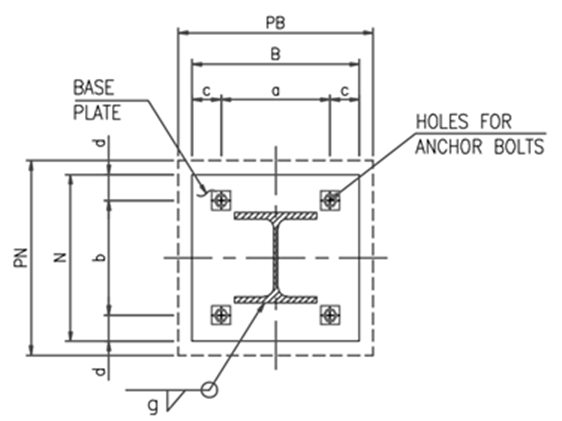 PB
B
c
a
c
BASE
PLATE
HOLES FOR
ANCHOR BOLTS
d
PN
N
b
d
g